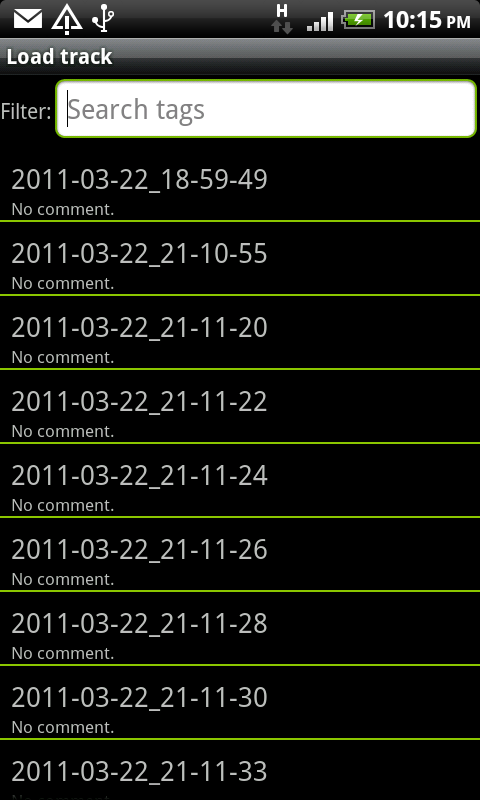 H
10:15 PM
Load track
Filter: Search tags
2011-03-22_18-59-49
No comment.
2011-03-22_21-10-55
No comment.
2011-03-22_21-11-20
No comment.
2011-03-22_21-11-22
No comment.
2011-03-22_21-11-24
No comment.
2011-03-22_21-11-26
No comment.
2011-03-22_21-11-28
No comment.
2011-03-22_21-11-30
No comment.
2011-03-22_21-11-33